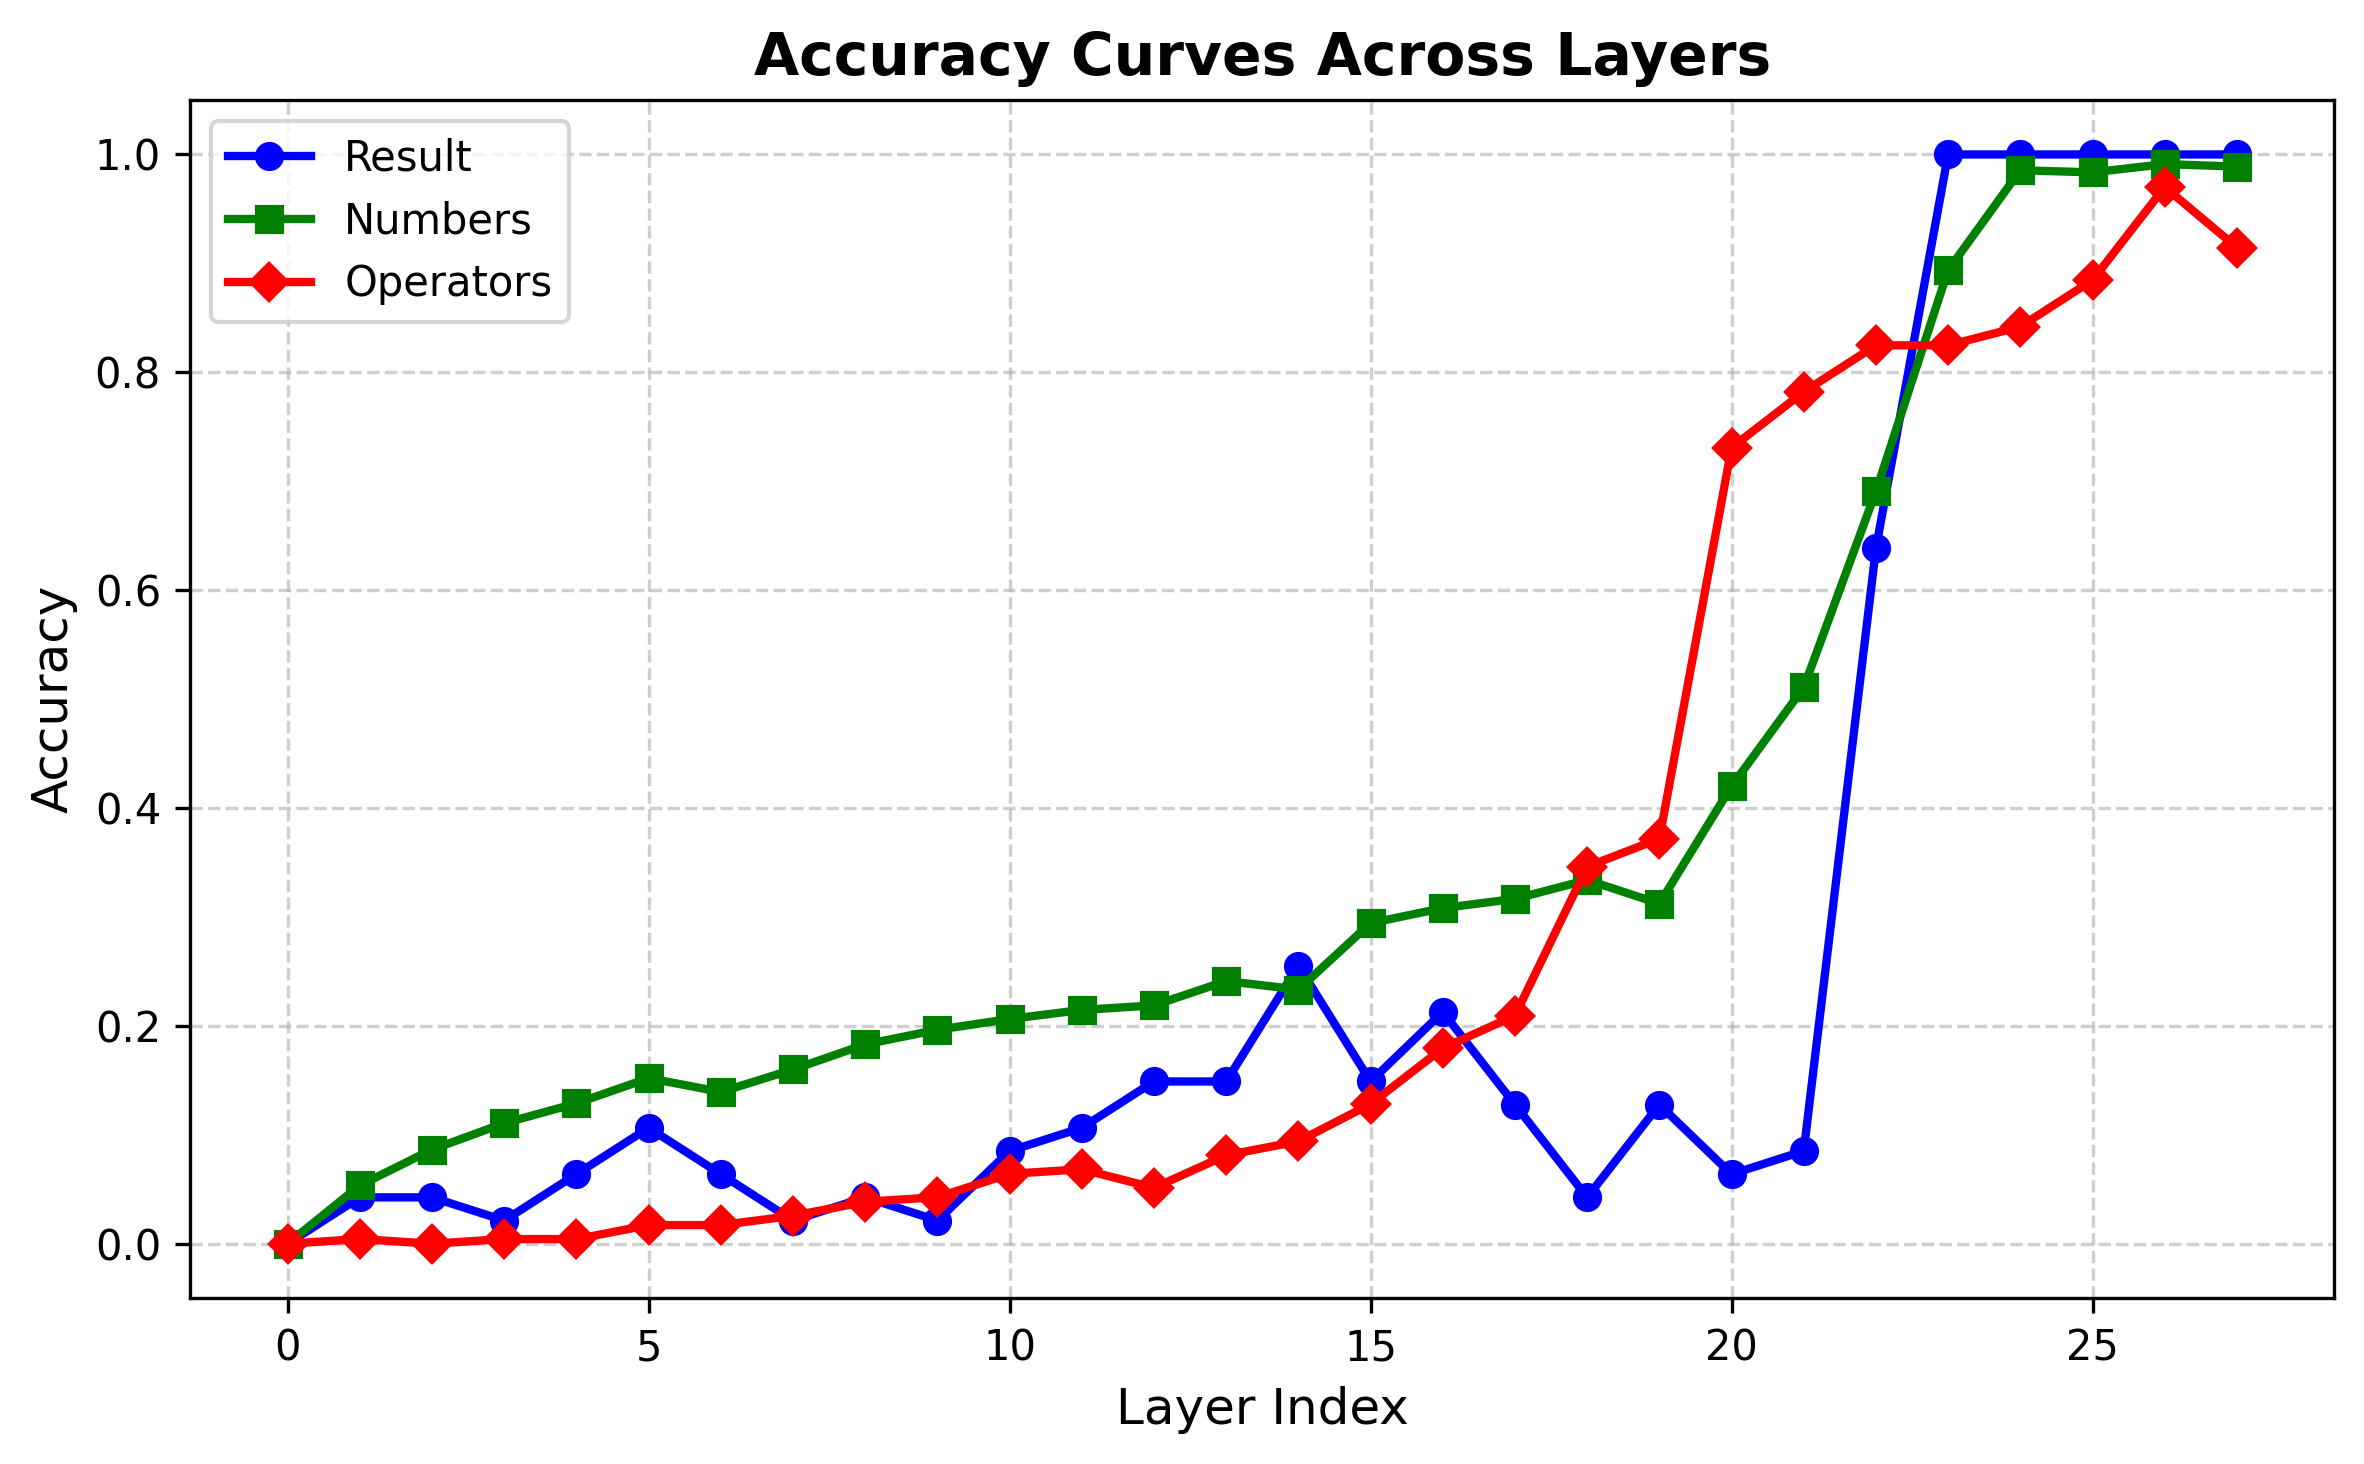 Accuracy Curves Across Layers
Result
Numbers
Operators
1.0
0.8
0.6
0.4
0.2
0.0
Accuracy
0 5 10 15 20 25
Layer Index